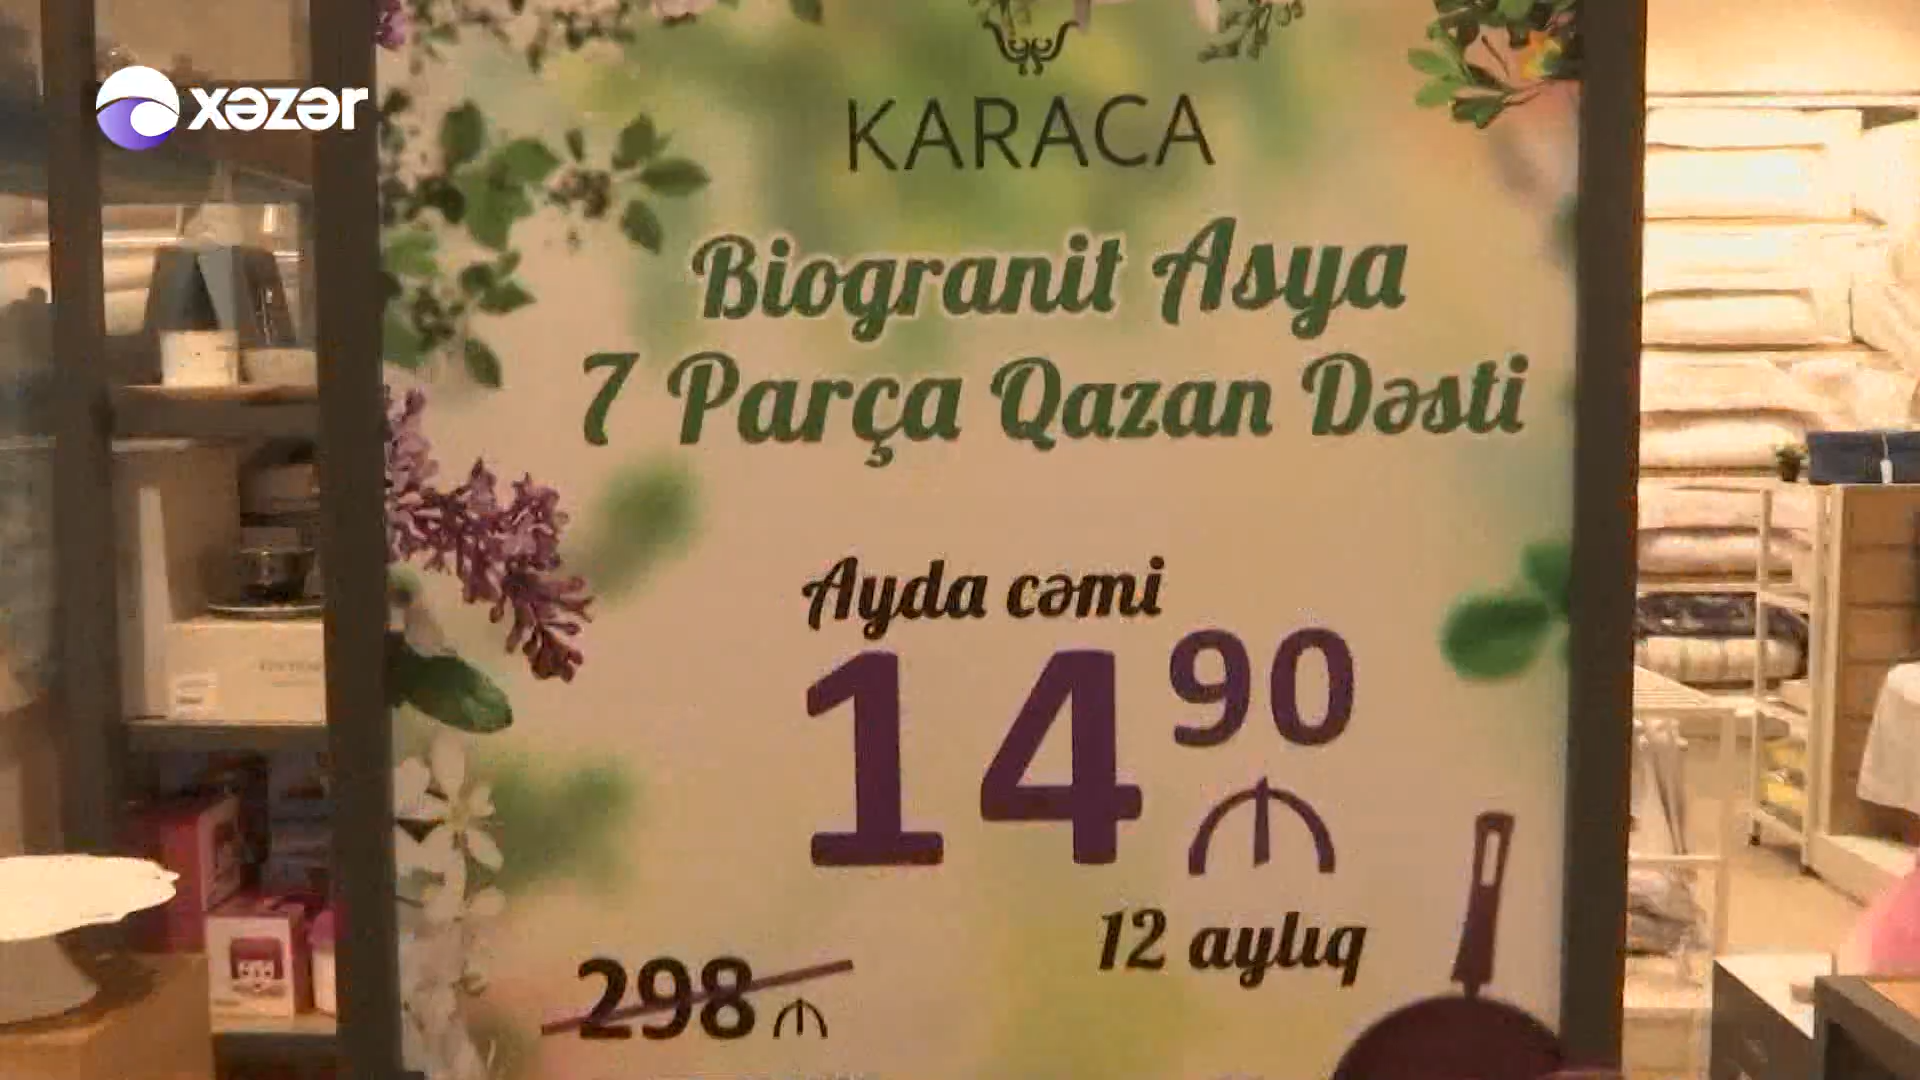 xəzər
KARACA
Biogranit Asya
7 Parça Qazan Dəsti
Ayda cəmi
14 90 ₼
12 aylıq
298 ₼